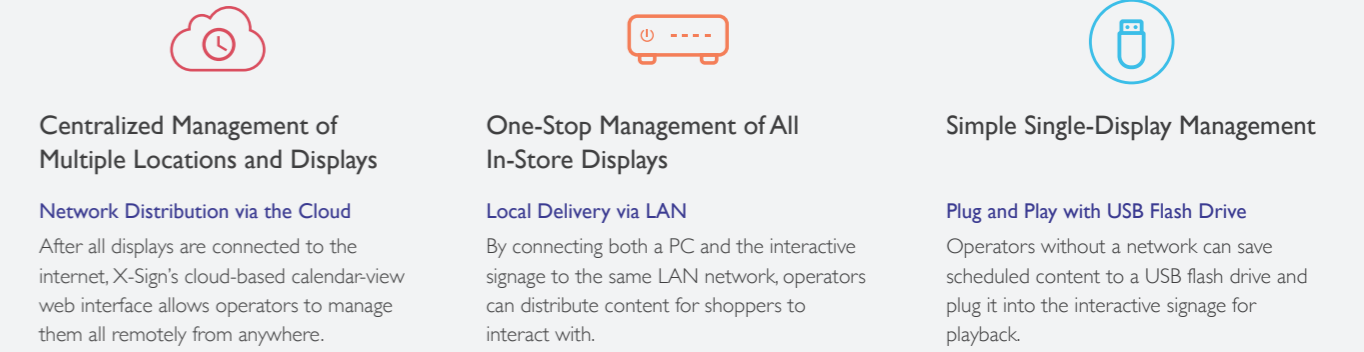 Centralized Management of
Multiple Locations and Displays
Network Distribution via the Cloud
After all displays are connected to the
internet, X-Sign's cloud-based calendar-view
web interface allows operators to manage
them all remotely from anywhere.
One-Stop Management of All
In-Store Displays
Local Delivery via LAN
By connecting both a PC and the interactive
signage to the same LAN network, operators
can distribute content for shoppers to
interact with.
Simple Single-Display Management
Plug and Play with USB Flash Drive
Operators without a network can save
scheduled content to a USB flash drive and
plug it into the interactive signage for
playback.